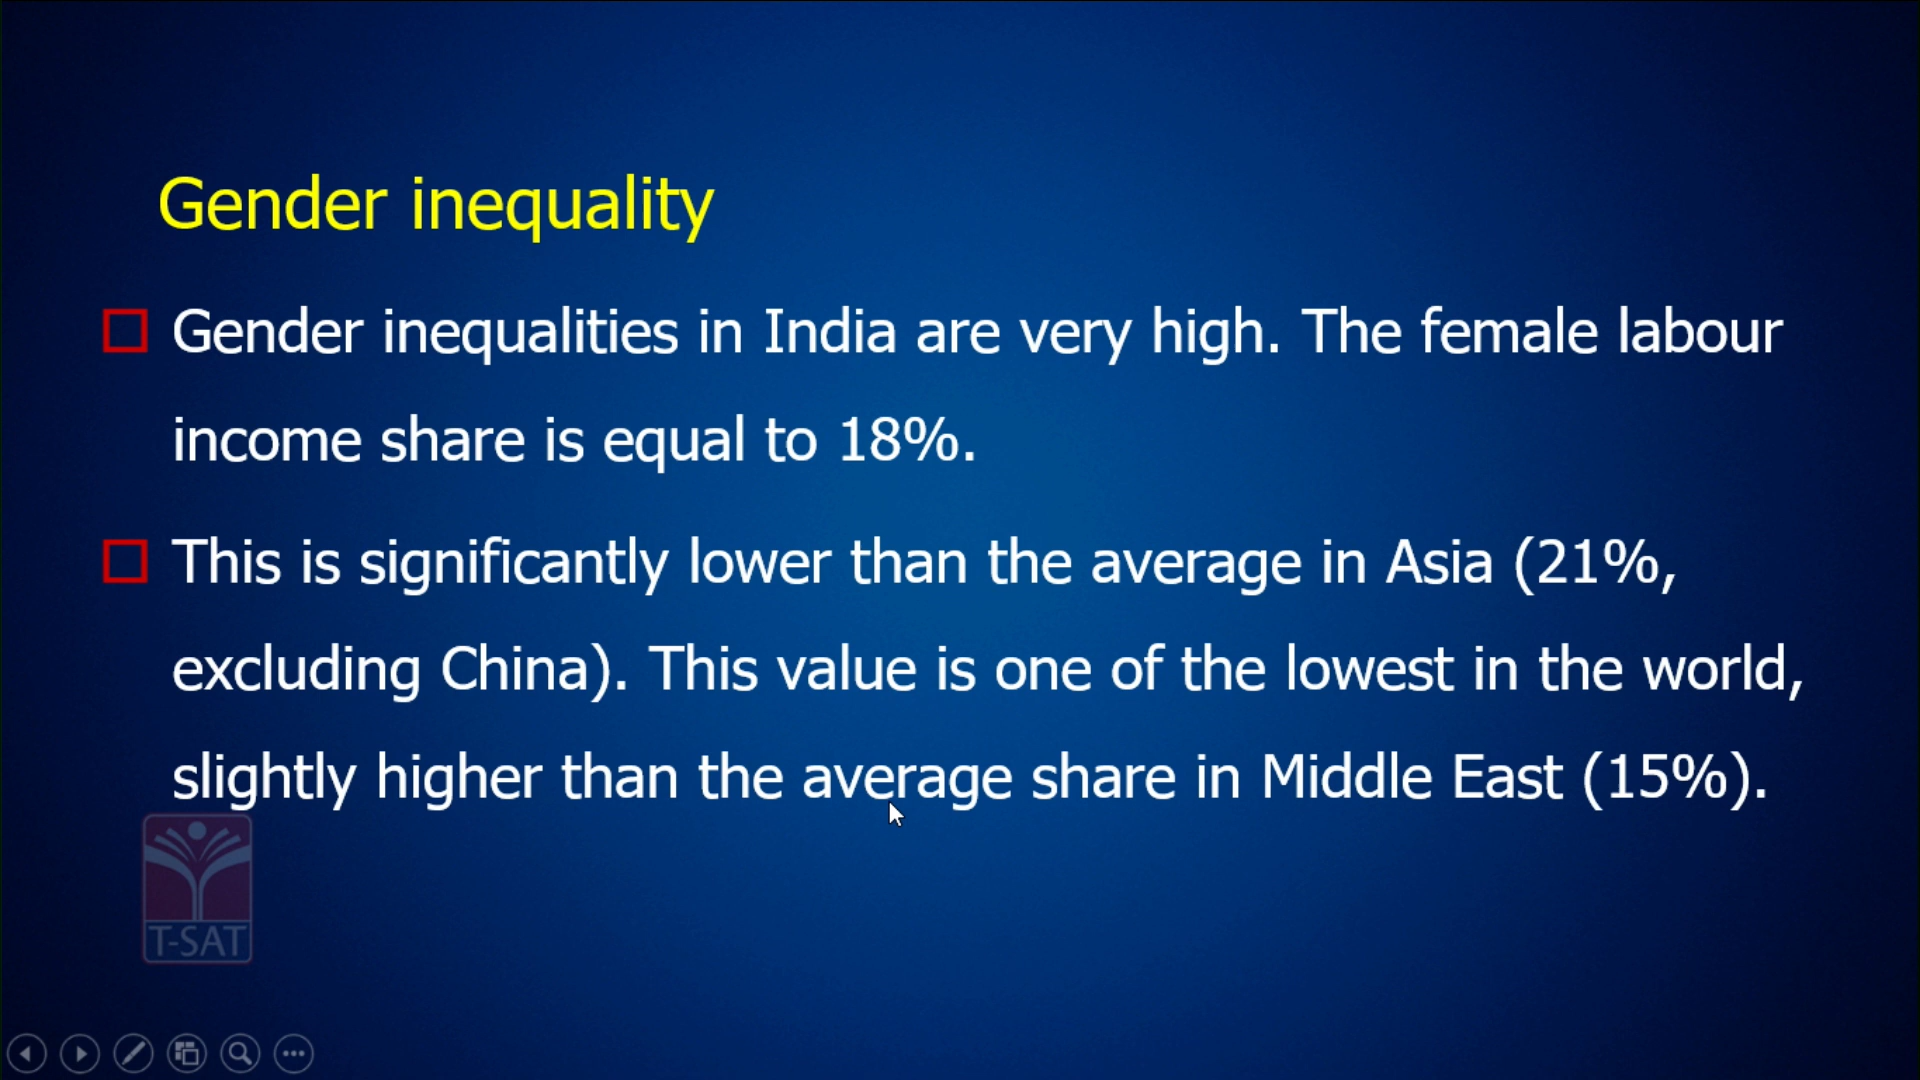 Gender inequality
Gender inequalities in India are very high. The female labour
income share is equal to 18%.
This is significantly lower than the average in Asia (21%,
excluding China). This value is one of the lowest in the world,
slightly higher than the average share in Middle East (15%).
T-SAT